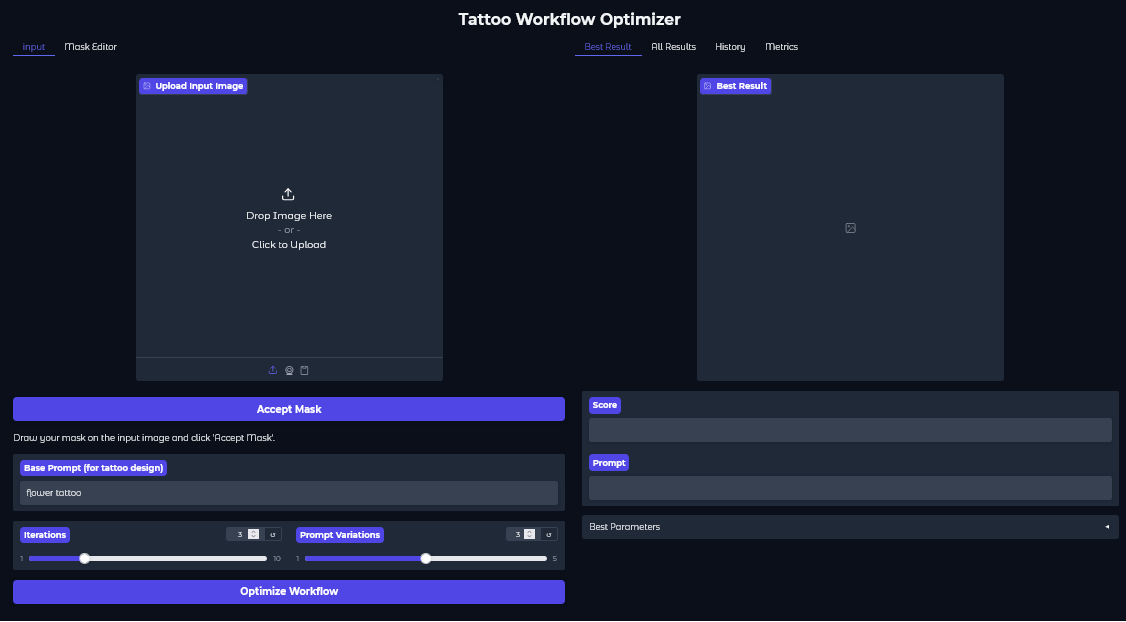 Tattoo Workflow Optimizer
input Mask Editor
Upload Input Image
Drop Image Here
- or -
Click to Upload
Accept Mask
Draw your mask on the input image and click 'Accept Mask'.
Base Prompt (for tattoo design)
flower tattoo
Iterations 3 ↺
1 10
Prompt Variations 3 ↺
1 5
Optimize Workflow
Best Result All Results History Metrics
Best Result
Score
Prompt
Best Parameters